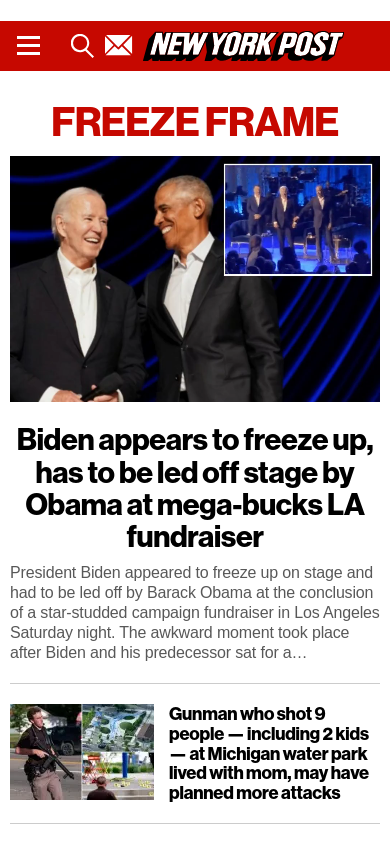 NEW YORK POST
FREEZE FRAME
Biden appears to freeze up,
has to be led off stage by
Obama at mega-bucks LA
fundraiser
President Biden appeared to freeze up on stage and
had to be led off by Barack Obama at the conclusion
of a star-studded campaign fundraiser in Los Angeles
Saturday night. The awkward moment took place
after Biden and his predecessor sat for a…
Gunman who shot 9
people — including 2 kids
— at Michigan water park
lived with mom, may have
planned more attacks